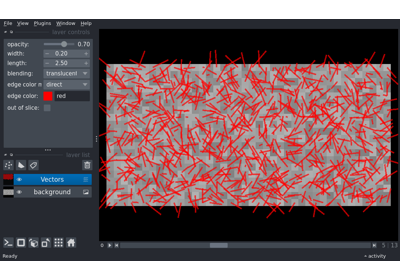 File View Plugins Window Help
layer controls
opacity: 0.70
width: 0.20
length: 2.50
blending: translucent
edge color m direct
edge color: red
out of slice:
layer list
Vectors
background
0 5 13
Ready activity